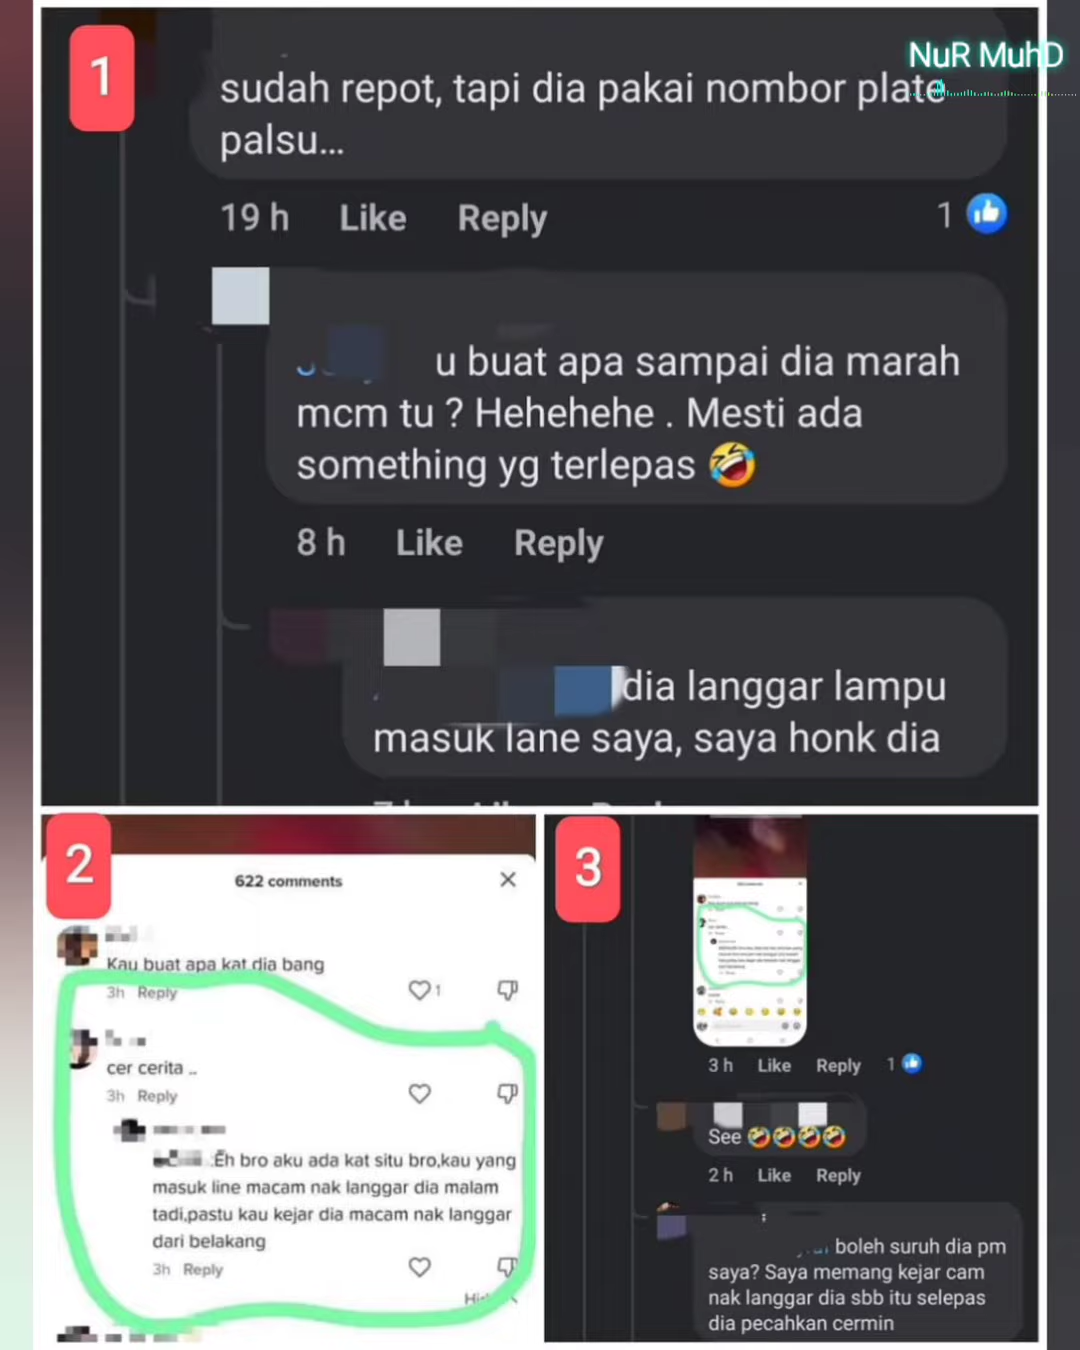 1
NuR MuhD
sudah repot, tapi dia pakai nombor plate
palsu...
19 h Like Reply 1
u buat apa sampai dia marah
mcm tu ? Hehehehe . Mesti ada
something yg terlepas 🤣
8 h Like Reply
dia langgar lampu
masuk lane saya, saya honk dia
2
622 comments
Kau buat apa kat dia bang
3h Reply 1
cer cerita ..
3h Reply
:Eh bro aku ada kat situ bro,kau yang
masuk line macam nak langgar dia malam
tadi,pastu kau kejar dia macam nak langgar
dari belakang
3h Reply
3
3 h Like Reply 1
See 🤣🤣🤣🤣
2 h Like Reply
boleh suruh dia pm
saya? Saya memang kejar cam
nak langgar dia sbb itu selepas
dia pecahkan cermin